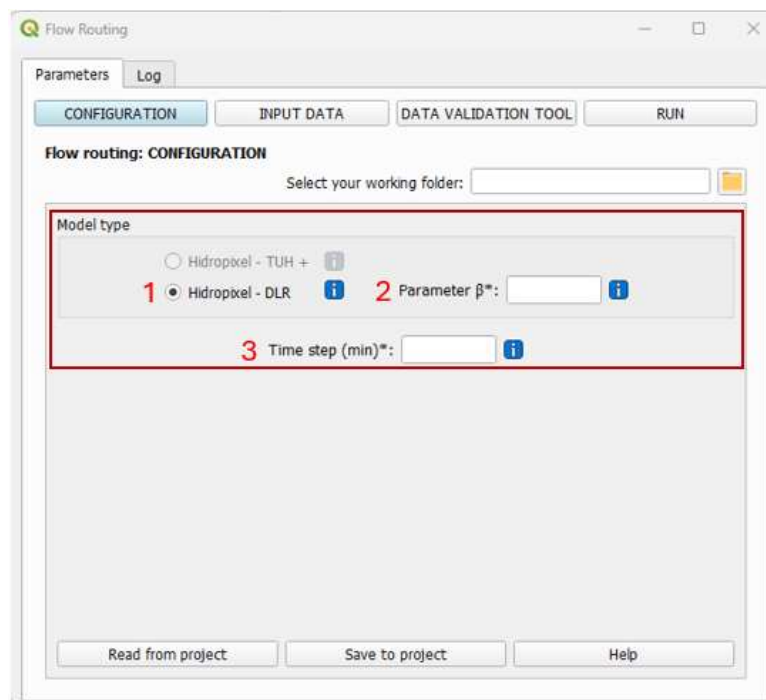 Flow Routing
Parameters Log
CONFIGURATION INPUT DATA DATA VALIDATION TOOL RUN
Flow routing: CONFIGURATION
Select your working folder:
Model type
Hidropixel - TUH + i
1 Hidropixel - DLR i 2 Parameter β*: i
3 Time step (min)*: i
Read from project Save to project Help